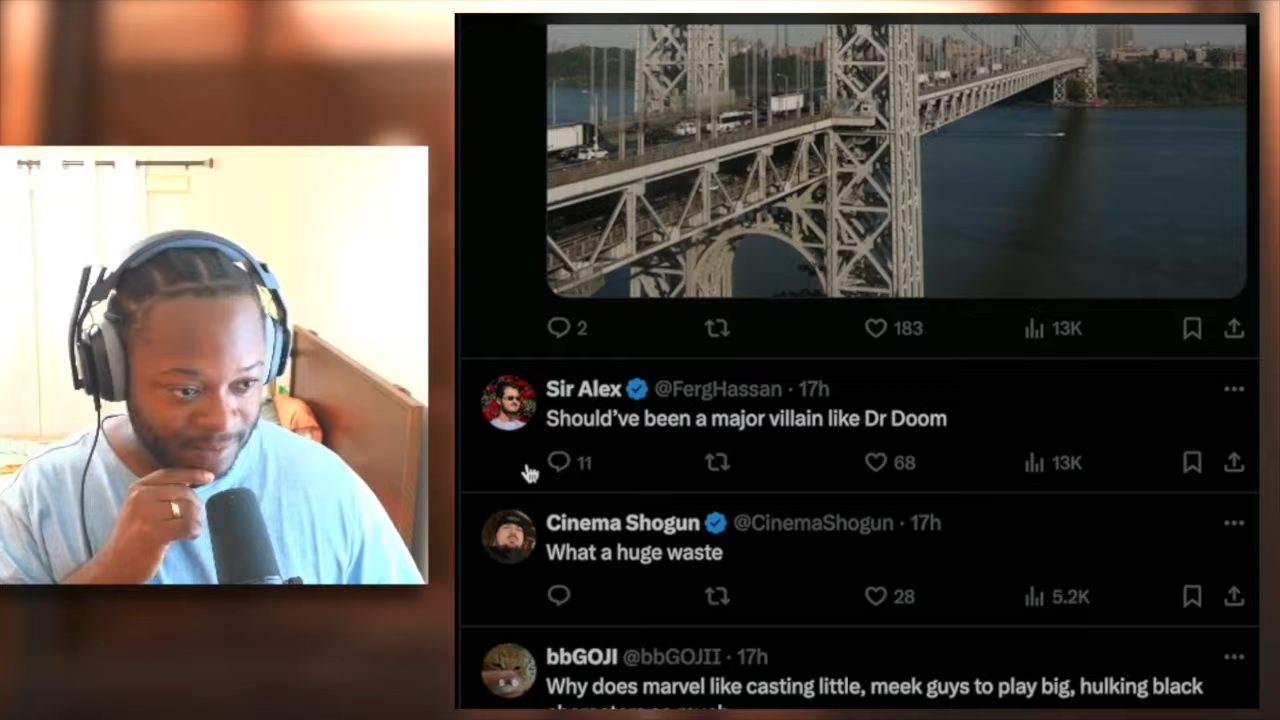 2 183 13K
Sir Alex @FergHassan · 17h
Should've been a major villain like Dr Doom
11 68 13K
Cinema Shogun @CinemaShogun · 17h
What a huge waste
28 5.2K
bbGOJI @bbGOJII · 17h
Why does marvel like casting little, meek guys to play big, hulking black